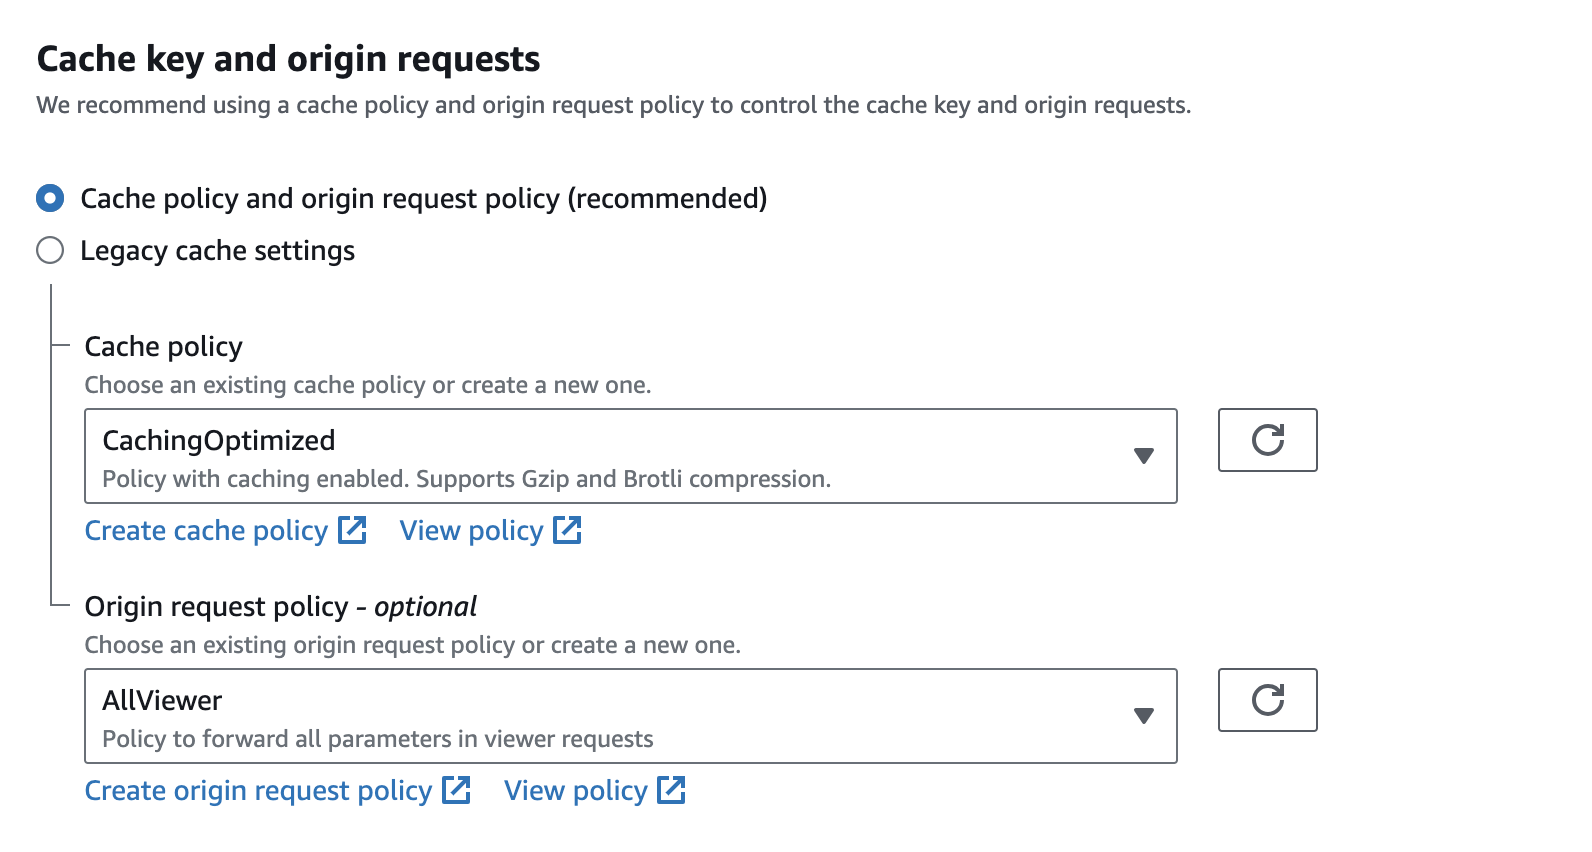 Cache key and origin requests
We recommend using a cache policy and origin request policy to control the cache key and origin requests.
Cache policy and origin request policy (recommended)
Legacy cache settings
Cache policy
Choose an existing cache policy or create a new one.
CachingOptimized
Policy with caching enabled. Supports Gzip and Brotli compression.
Create cache policy View policy
Origin request policy - optional
Choose an existing origin request policy or create a new one.
AllViewer
Policy to forward all parameters in viewer requests
Create origin request policy View policy